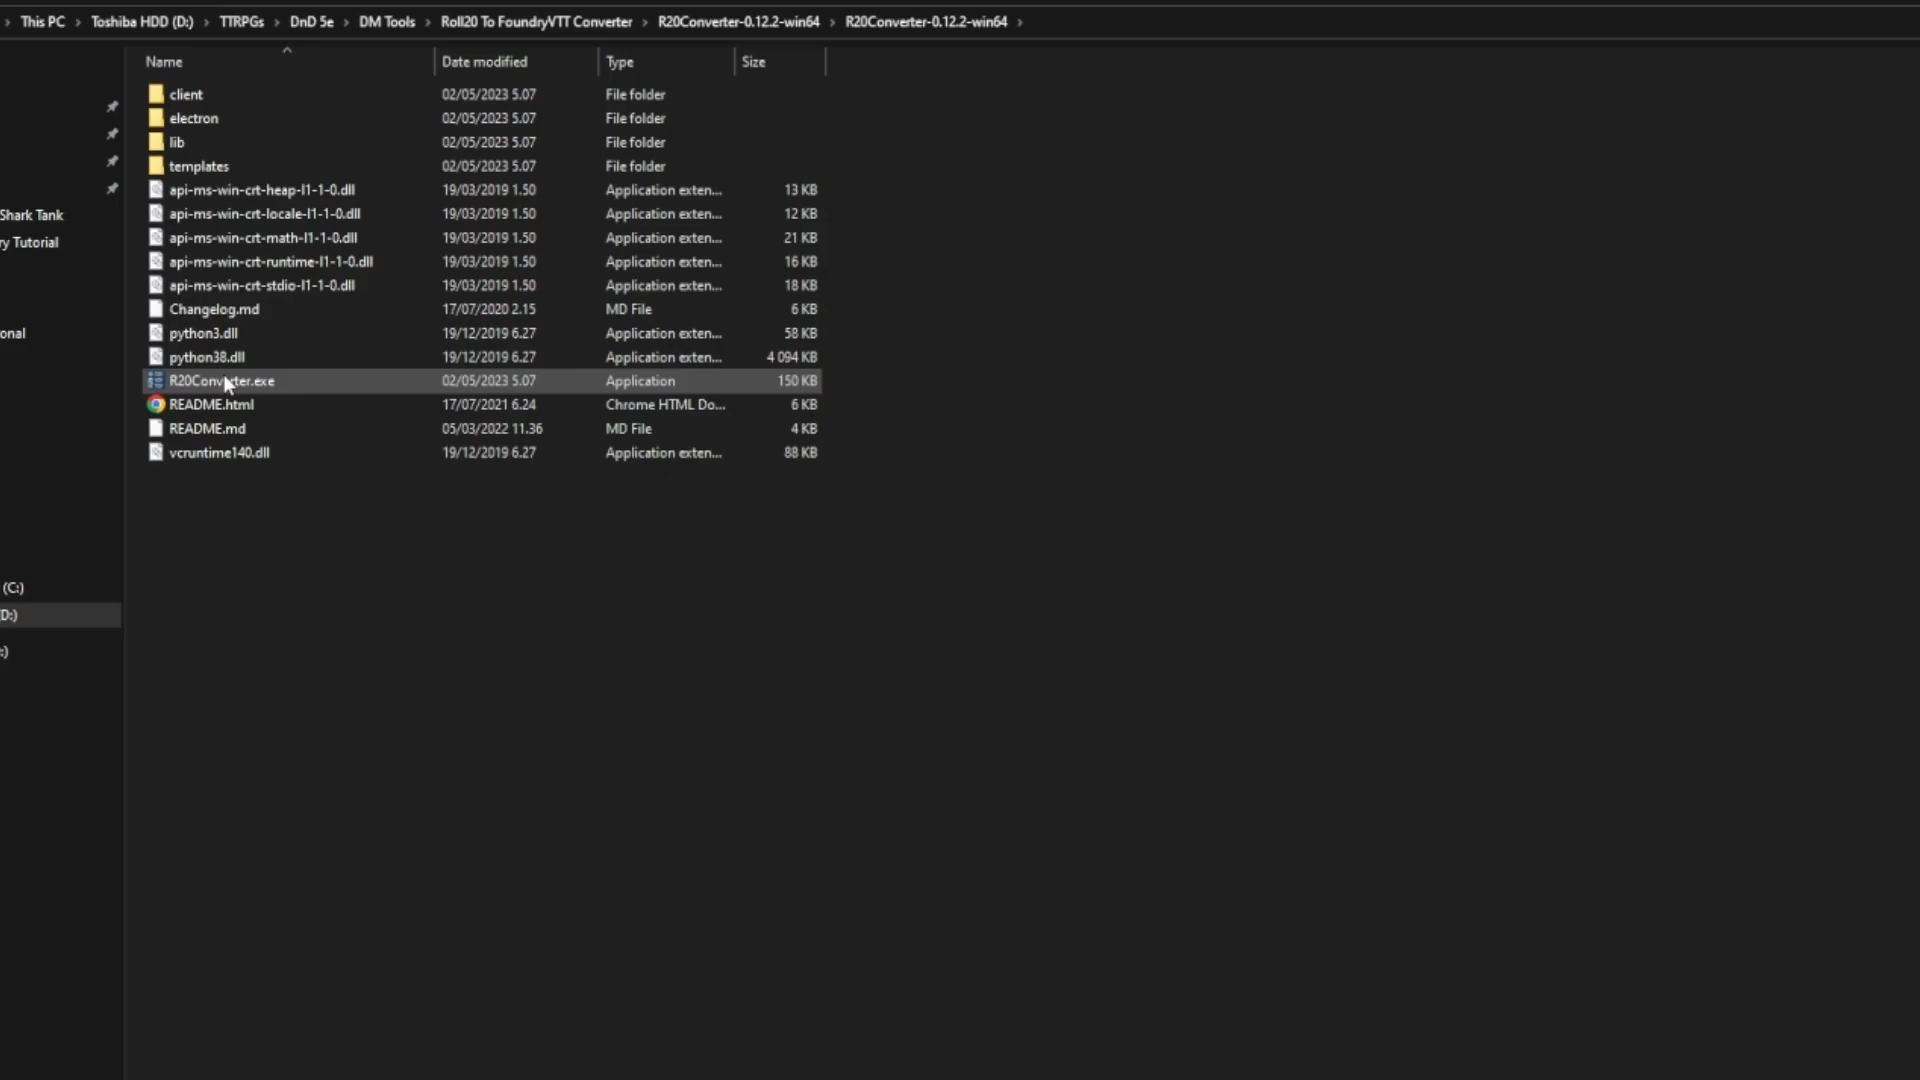 This PC > Toshiba HDD (D:) > TTRPGs > DnD 5e > DM Tools > Roll20 To FoundryVTT Converter > R20Converter-0.12.2-win64 > R20Converter-0.12.2-win64 >
Name Date modified Type Size
client 02/05/2023 5.07 File folder
electron 02/05/2023 5.07 File folder
lib 02/05/2023 5.07 File folder
templates 02/05/2023 5.07 File folder
api-ms-win-crt-heap-l1-1-0.dll 19/03/2019 1.50 Application exten... 13 KB
api-ms-win-crt-locale-l1-1-0.dll 19/03/2019 1.50 Application exten... 12 KB
api-ms-win-crt-math-l1-1-0.dll 19/03/2019 1.50 Application exten... 21 KB
api-ms-win-crt-runtime-l1-1-0.dll 19/03/2019 1.50 Application exten... 16 KB
api-ms-win-crt-stdio-l1-1-0.dll 19/03/2019 1.50 Application exten... 18 KB
Changelog.md 17/07/2020 2.15 MD File 6 KB
python3.dll 19/12/2019 6.27 Application exten... 58 KB
python38.dll 19/12/2019 6.27 Application exten... 4 094 KB
R20Converter.exe 02/05/2023 5.07 Application 150 KB
README.html 17/07/2021 6.24 Chrome HTML Do... 6 KB
README.md 05/03/2022 11.36 MD File 4 KB
vcruntime140.dll 19/12/2019 6.27 Application exten... 88 KB
Shark Tank
ry Tutorial
onal
(C:)
(D:)
:)